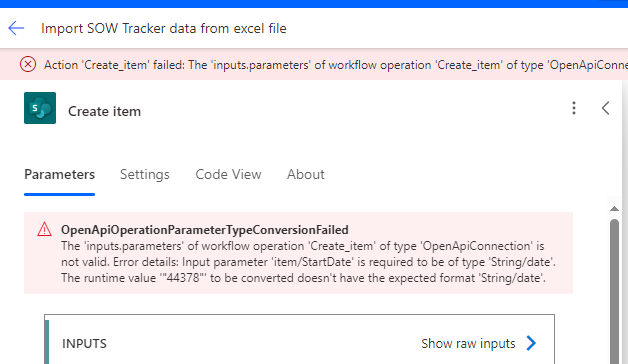 Import SOW Tracker data from excel file
Action 'Create_item' failed: The 'inputs.parameters' of workflow operation 'Create_item' of type 'OpenApiConne
S
Create item
Parameters Settings Code View About
OpenApiOperationParameterTypeConversionFailed
The 'inputs.parameters' of workflow operation 'Create_item' of type 'OpenApiConnection' is
not valid. Error details: Input parameter 'item/StartDate' is required to be of type 'String/date'.
The runtime value '"44378"' to be converted doesn't have the expected format 'String/date'.
INPUTS Show raw inputs